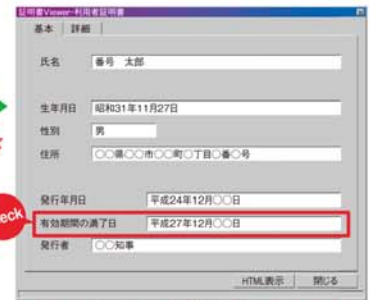 証明書Viewer-利用者証明書
基本 詳細
氏名 番号 太郎
生年月日 昭和31年11月27日
性別 男
住所 ○○県○○市○○町○丁目○番○号
発行年月日 平成24年12月○○日
eck
有効期間の満了日 平成27年12月○○日
発行者 ○○知事
HTML表示 閉じる